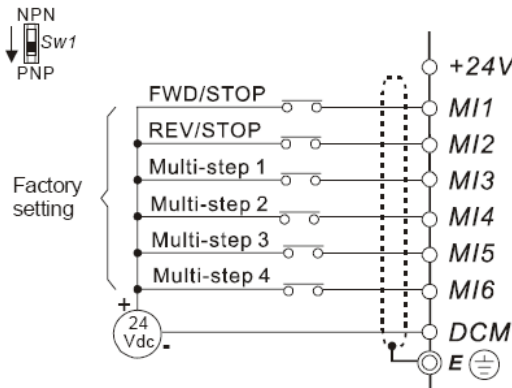 NPN
Sw1
PNP
+24V
FWD/STOP
MI1
REV/STOP
MI2
Multi-step 1
MI3
Factory
setting
Multi-step 2
MI4
Multi-step 3
MI5
Multi-step 4
MI6
+
24
Vdc
-
DCM
E